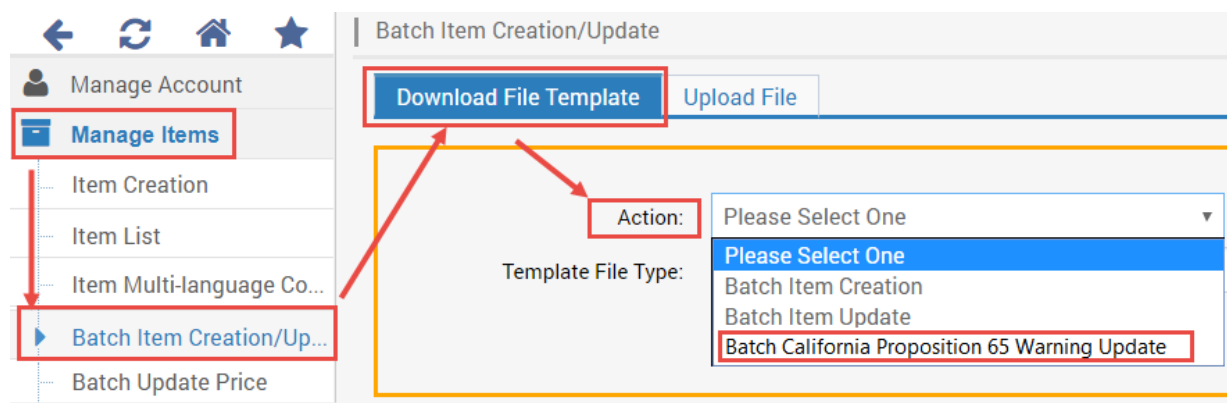 Manage Account
Manage Items
Item Creation
Item List
Item Multi-language Co...
Batch Item Creation/Up...
Batch Update Price
Batch Item Creation/Update
Download File Template
Upload File
Action:
Please Select One
Please Select One
Template File Type:
Batch Item Creation
Batch Item Update
Batch California Proposition 65 Warning Update